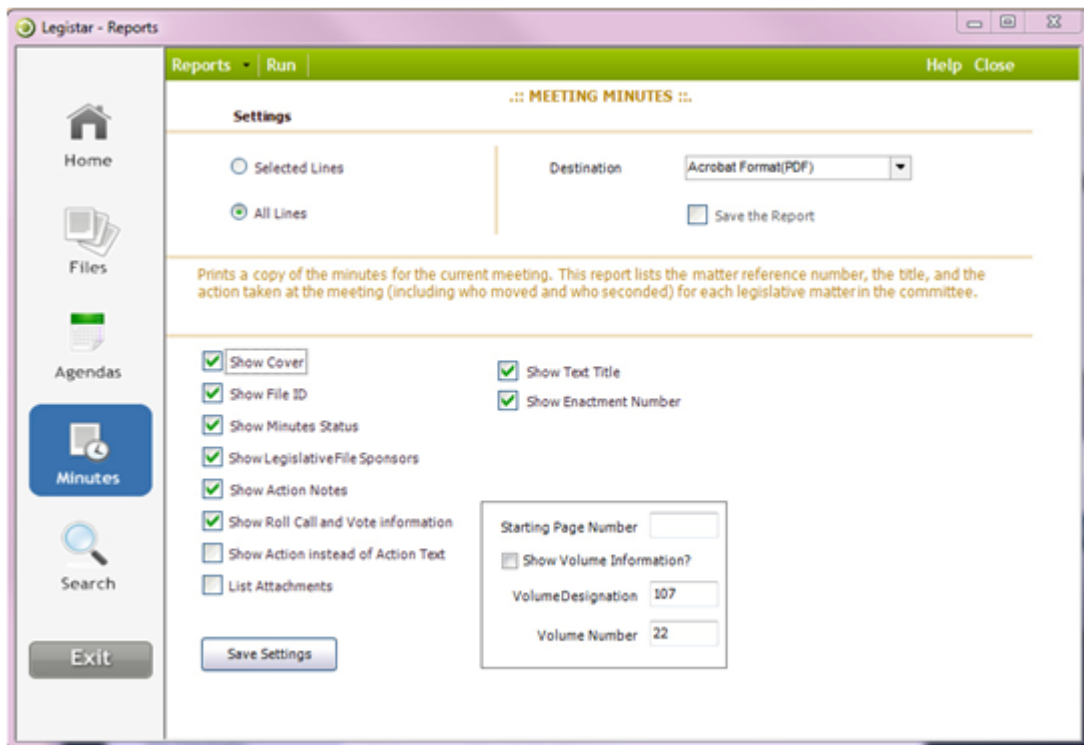 Legistar - Reports
Reports Run Help Close
.:: MEETING MINUTES ::.
Settings
Home
Selected Lines
Destination
Acrobat Format(PDF)
All Lines
Save the Report
Files
Prints a copy of the minutes for the current meeting. This report lists the matter reference number, the title, and the
action taken at the meeting (including who moved and who seconded) for each legislative matter in the committee.
Agendas
Show Cover
Show File ID
Show Minutes Status
Show Legislative File Sponsors
Show Action Notes
Show Roll Call and Vote information
Show Action instead of Action Text
List Attachments
Show Text Title
Show Enactment Number
Minutes
Starting Page Number
Show Volume Information?
Volume Designation 107
Volume Number 22
Search
Save Settings
Exit